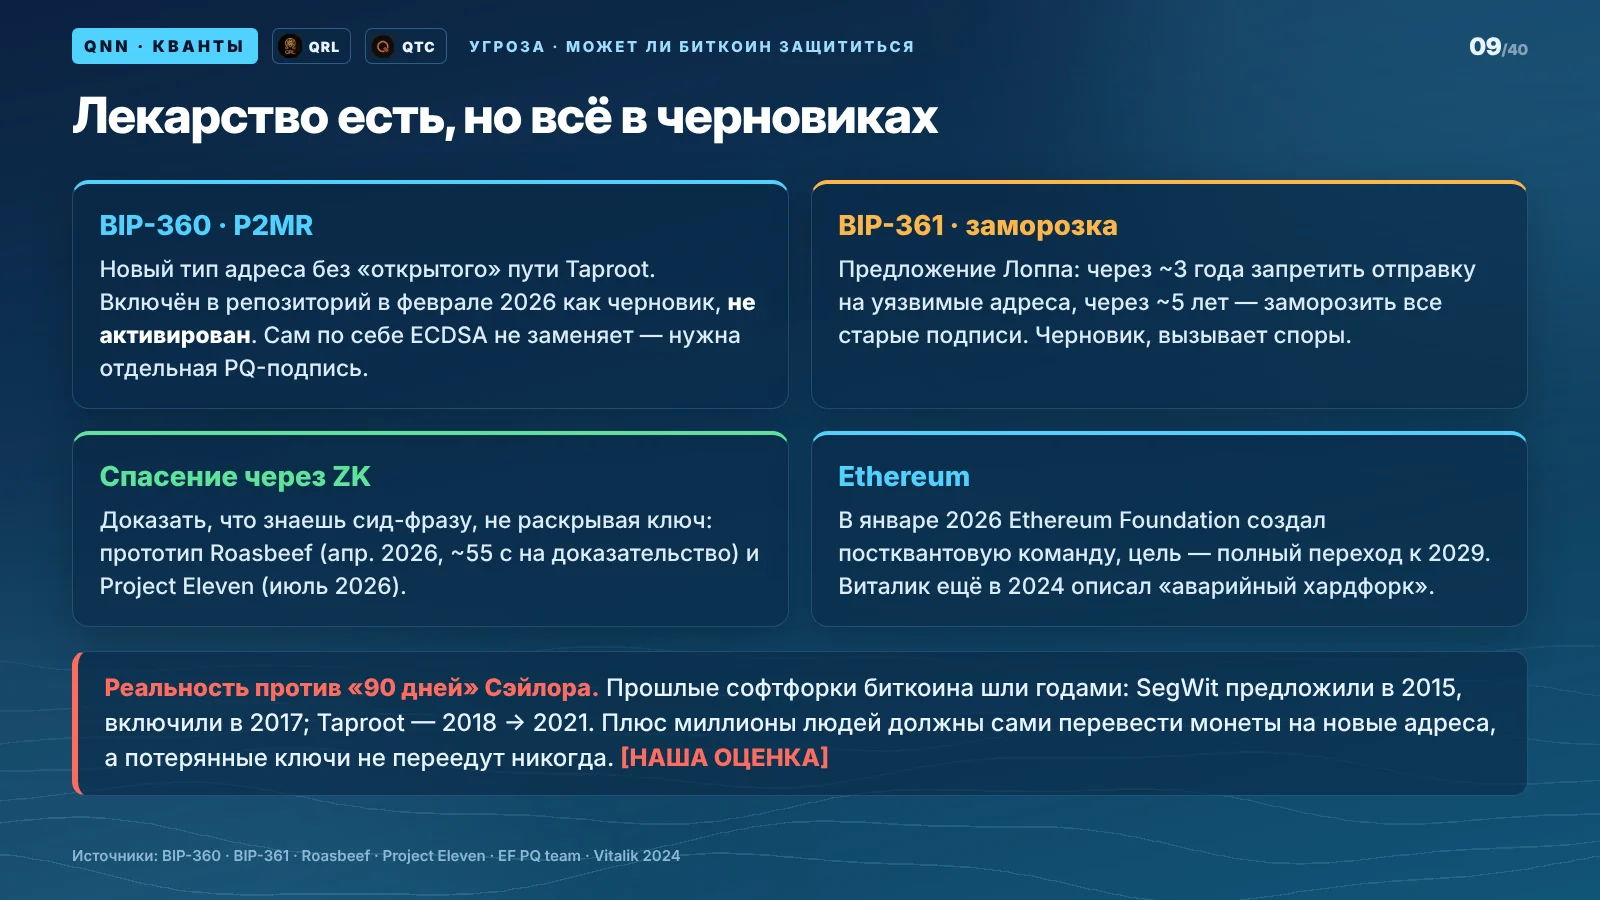 QNN · КВАНТЫ
QRL
QTC
УГРОЗА · МОЖЕТ ЛИ БИТКОИН ЗАЩИТИТЬСЯ
09/40
Лекарство есть, но всё в черновиках
BIP-360 · P2MR
Новый тип адреса без «открытого» пути Taproot.
Включён в репозиторий в феврале 2026 как черновик, не
активирован. Сам по себе ECDSA не заменяет — нужна
отдельная PQ-подпись.
BIP-361 · заморозка
Предложение Лоппа: через ~3 года запретить отправку
на уязвимые адреса, через ~5 лет — заморозить все
старые подписи. Черновик, вызывает споры.
Спасение через ZK
Доказать, что знаешь сид-фразу, не раскрывая ключ:
прототип Roasbeef (апр. 2026, ~55 с на доказательство) и
Project Eleven (июль 2026).
Ethereum
В январе 2026 Ethereum Foundation создал
постквантовую команду, цель — полный переход к 2029.
Виталик ещё в 2024 описал «аварийный хардфорк».
Реальность против «90 дней» Сэйлора. Прошлые софтфорки биткоина шли годами: SegWit предложили в 2015,
включили в 2017; Taproot — 2018 → 2021. Плюс миллионы людей должны сами перевести монеты на новые адреса,
а потерянные ключи не переедут никогда. [НАША ОЦЕНКА]
Источники: BIP-360 · BIP-361 · Roasbeef · Project Eleven · EF PQ team · Vitalik 2024